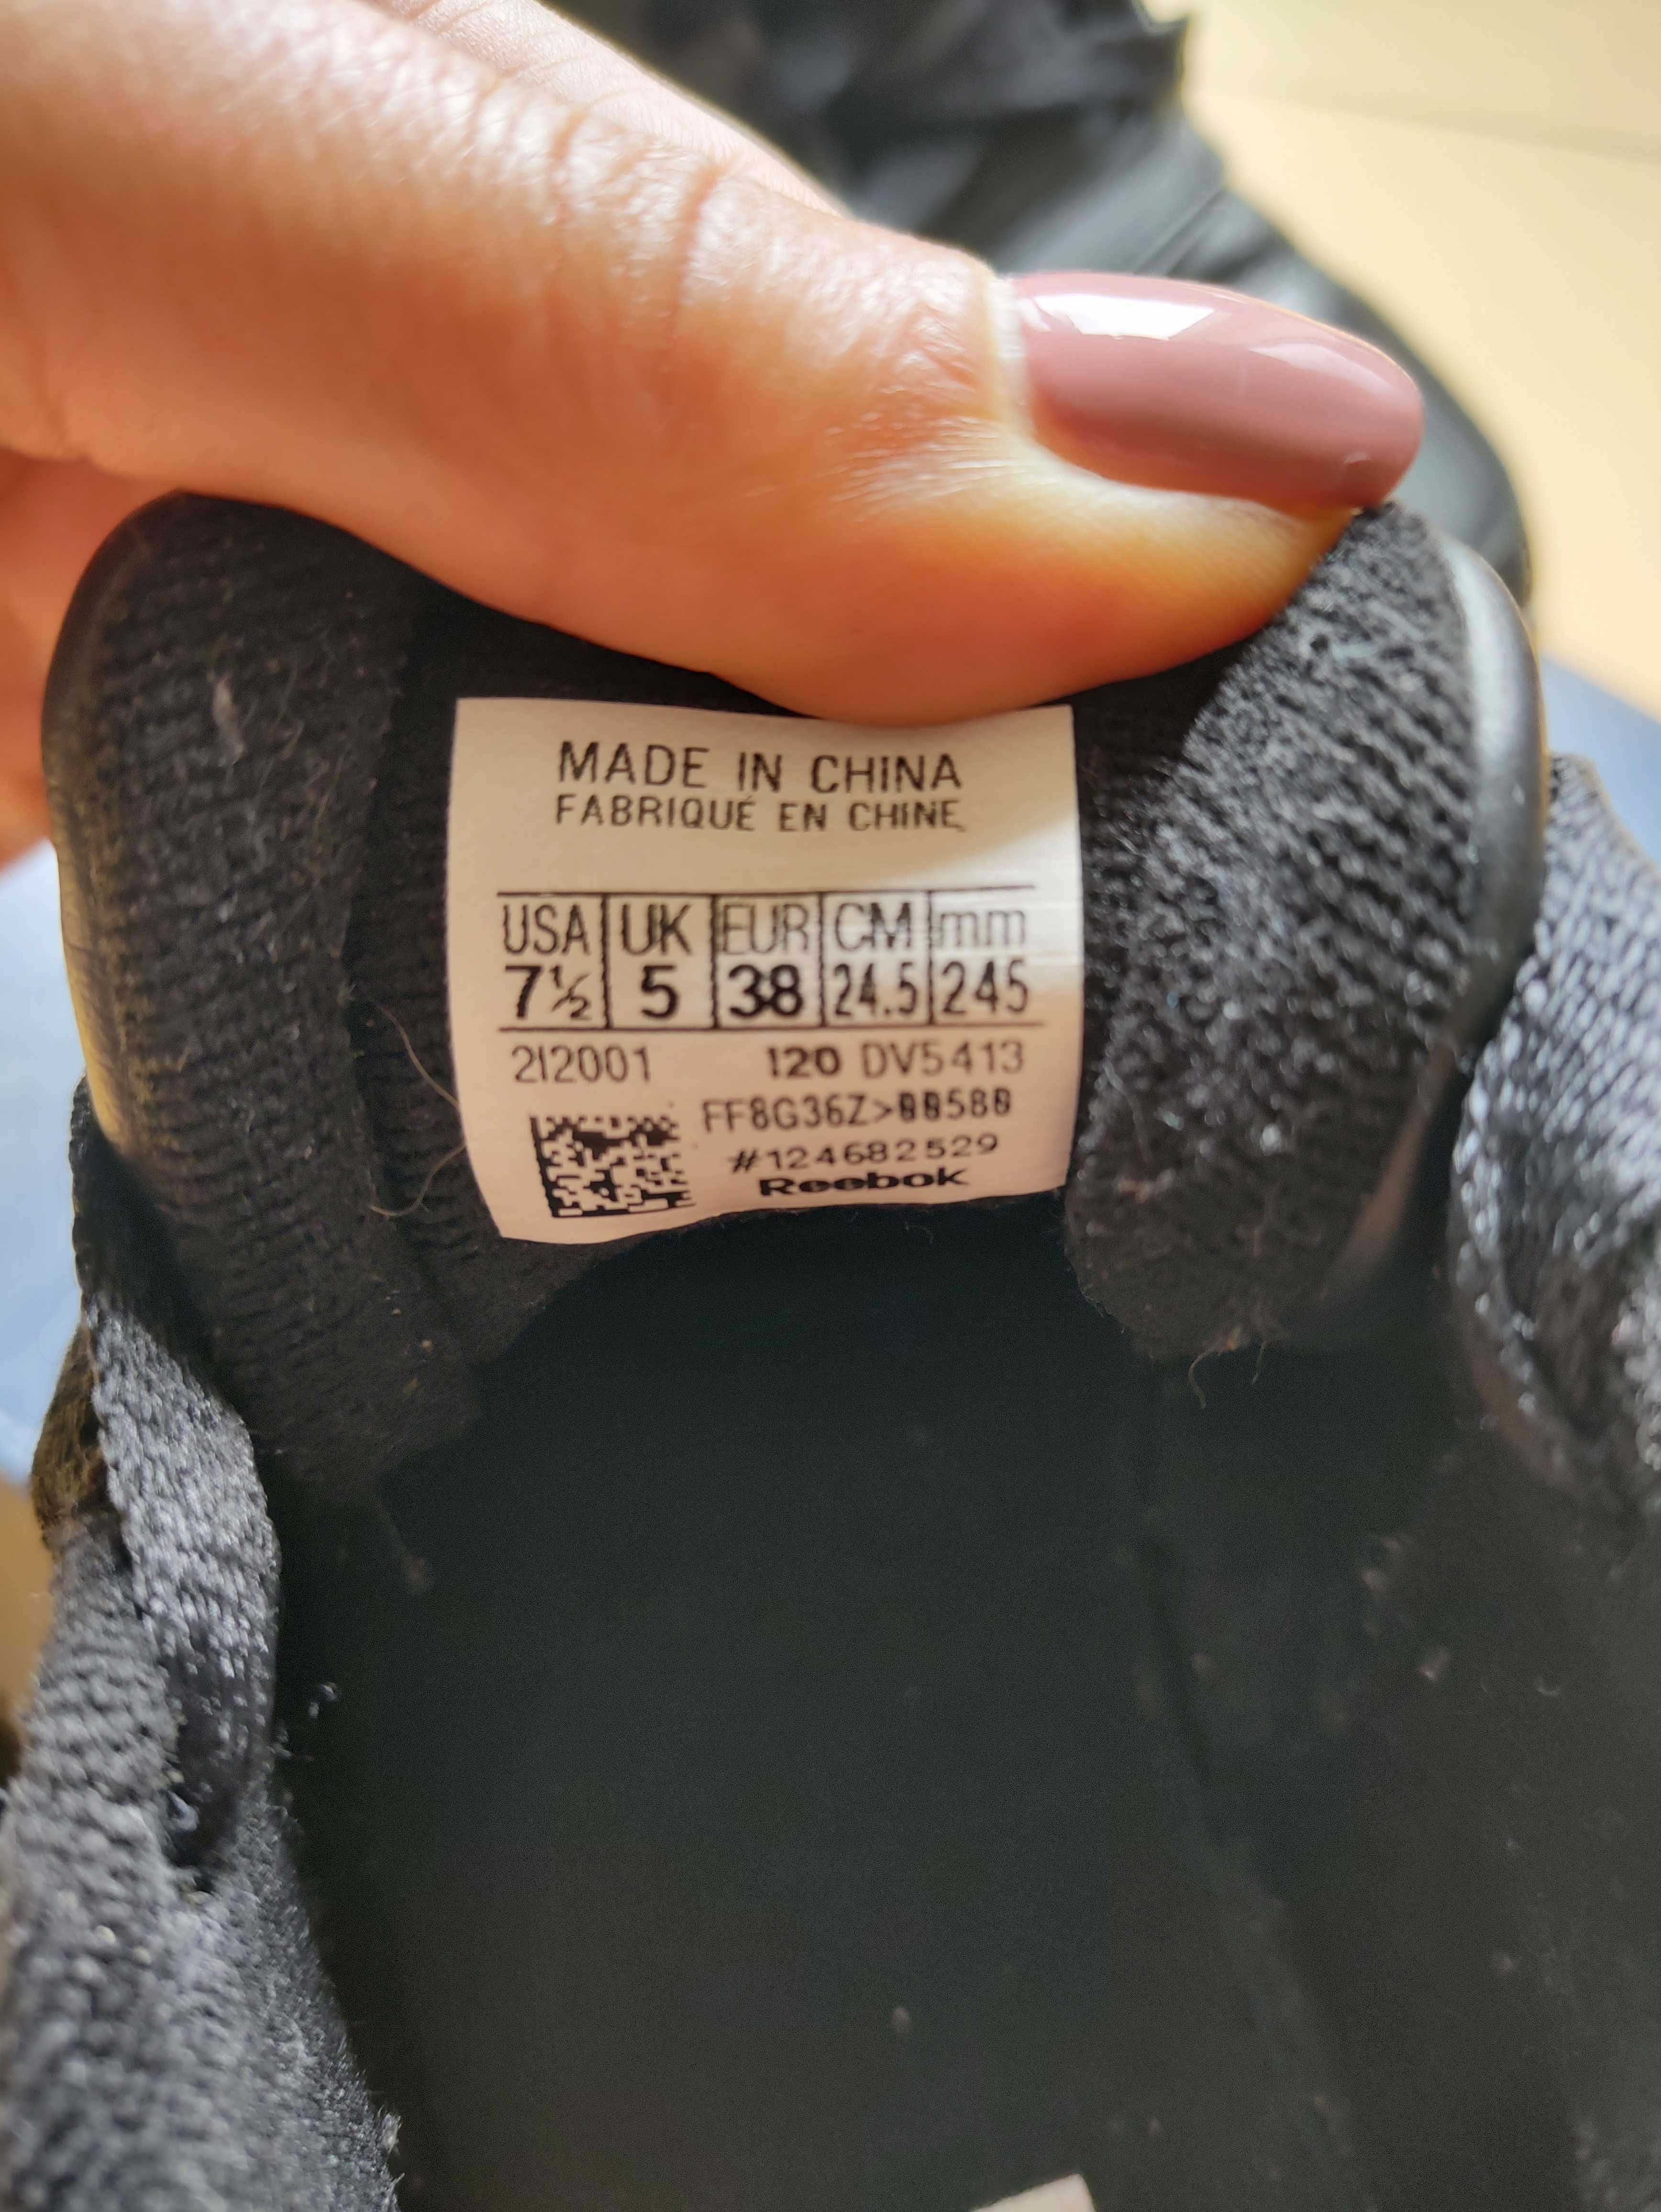 MADE IN CHINA
FABRIQUÉ EN CHINE
USA UK EUR CM mm
7½ 5 38 24.5 245
212001 120 DV5413
#124682529
Reebok